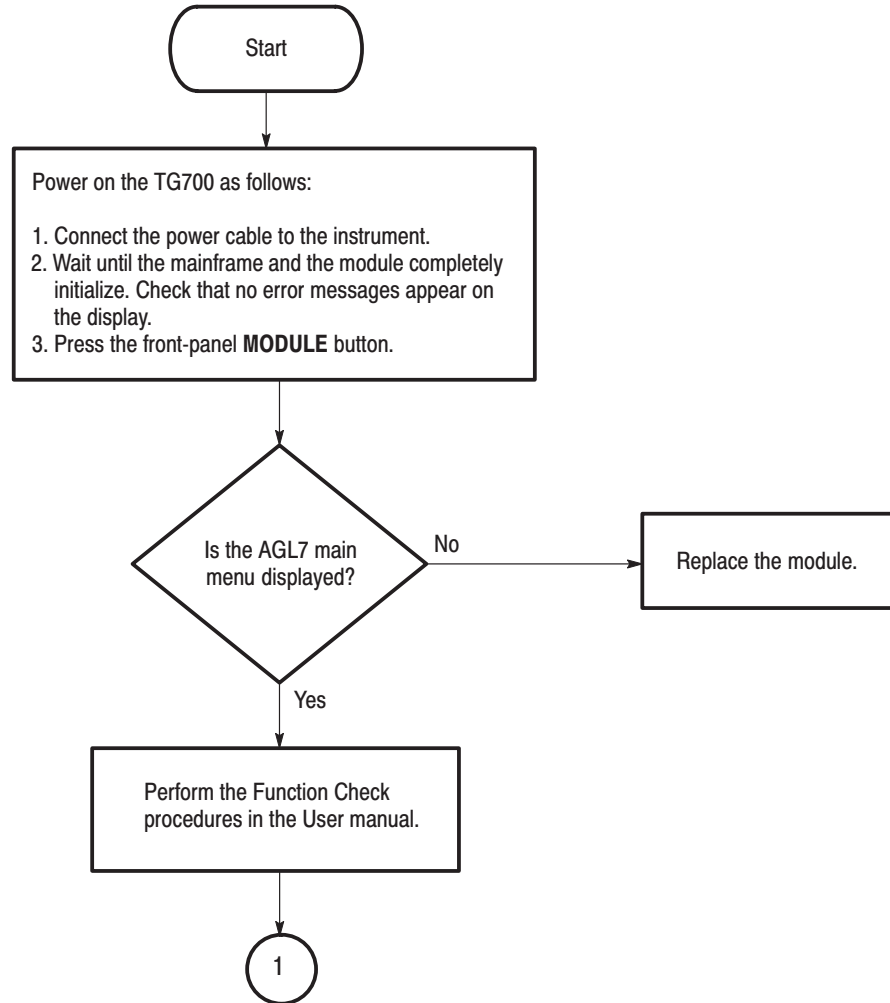 Start
Power on the TG700 as follows:
1. Connect the power cable to the instrument.
2. Wait until the mainframe and the module completely
initialize. Check that no error messages appear on
the display.
3. Press the front-panel MODULE button.
Is the AGL7 main
menu displayed?
No
Replace the module.
Yes
Perform the Function Check
procedures in the User manual.
1